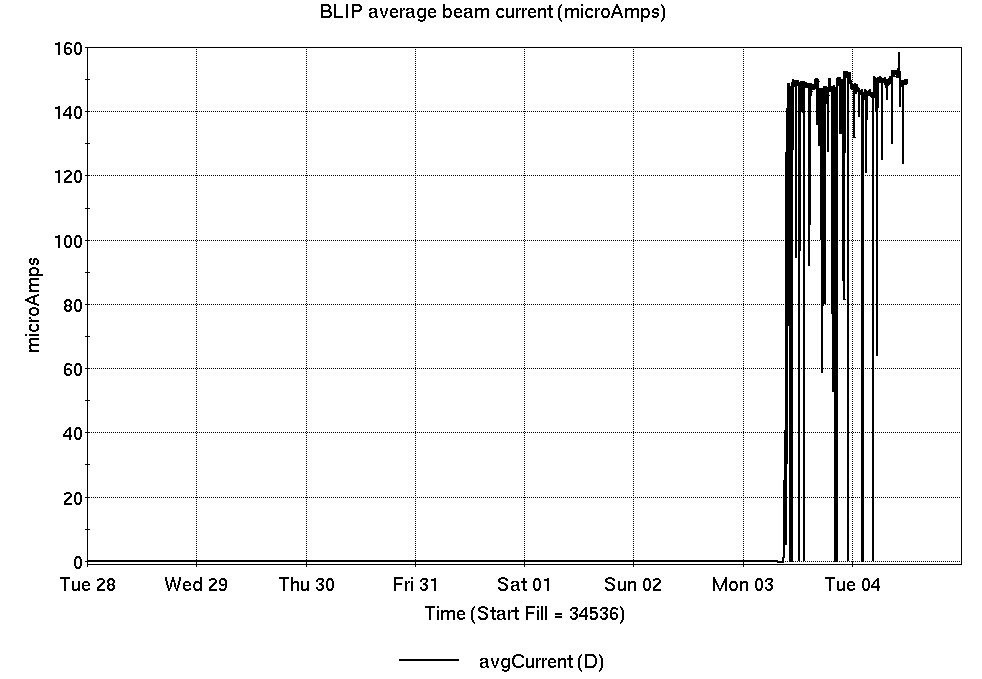 BLIP average beam current (microAmps)
160
140
120
100
80
60
40
20
0
microAmps
Tue 28 Wed 29 Thu 30 Fri 31 Sat 01 Sun 02 Mon 03 Tue 04
Time (Start Fill = 34536)
avgCurrent (D)